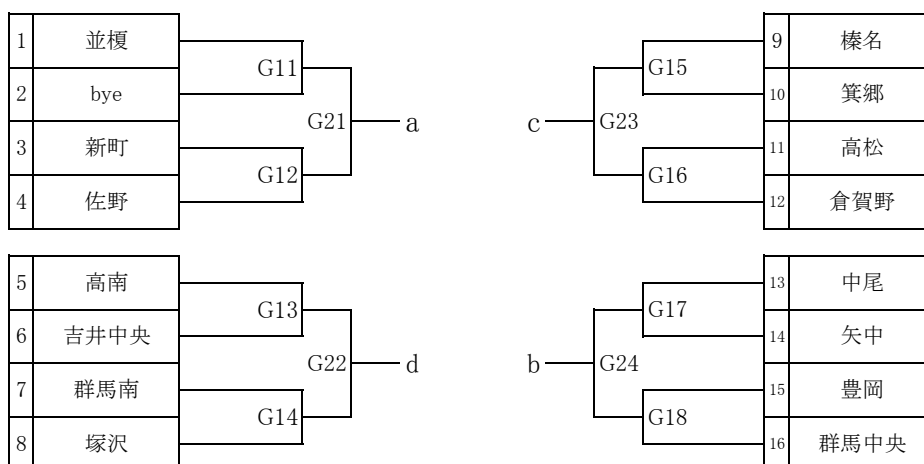 1 並榎
G11
2 bye
G21 a
3 新町
G12
4 佐野
9 榛名
G15
10 箕郷
c G23
11 高松
G16
12 倉賀野
5 高南
G13
6 吉井中央
G22 d
7 群馬南
G14
8 塚沢
13 中尾
G17
14 矢中
b G24
15 豊岡
G18
16 群馬中央